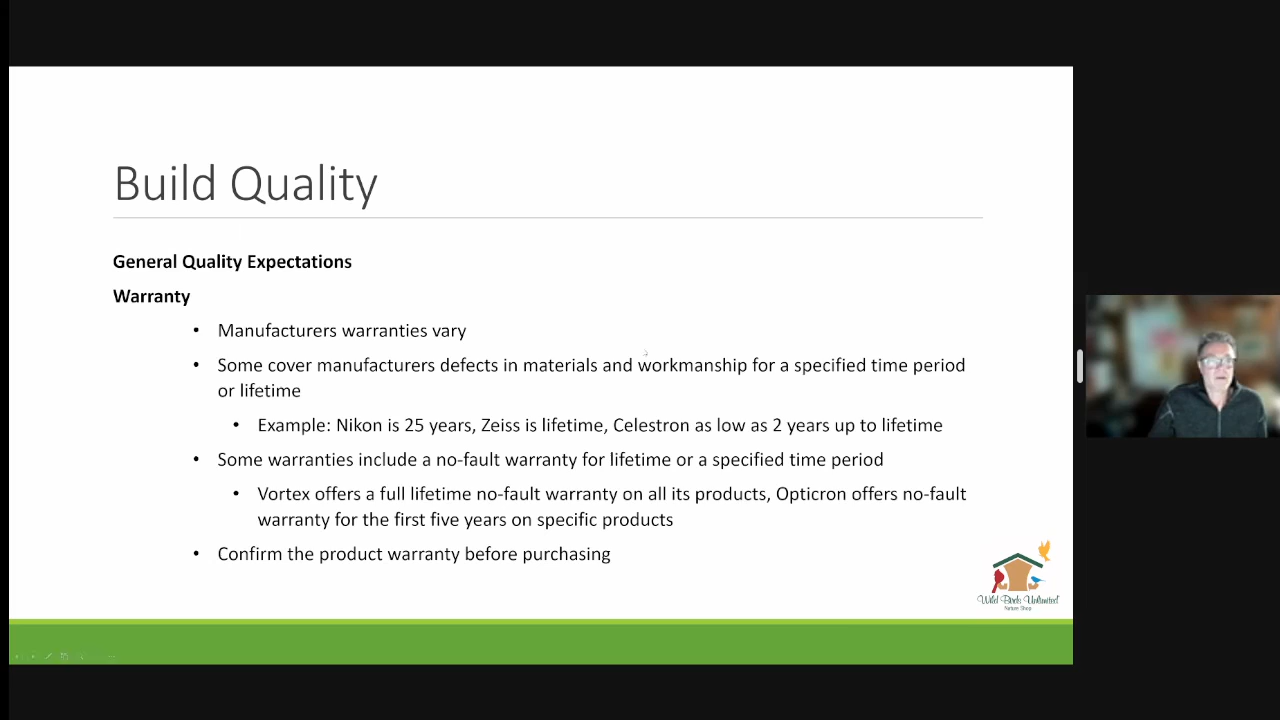 Build Quality
General Quality Expectations
Warranty
• Manufacturers warranties vary
• Some cover manufacturers defects in materials and workmanship for a specified time period
or lifetime
• Example: Nikon is 25 years, Zeiss is lifetime, Celestron as low as 2 years up to lifetime
• Some warranties include a no-fault warranty for lifetime or a specified time period
• Vortex offers a full lifetime no-fault warranty on all its products, Opticron offers no-fault
warranty for the first five years on specific products
• Confirm the product warranty before purchasing
Wild Birds Unlimited
Nature Shop